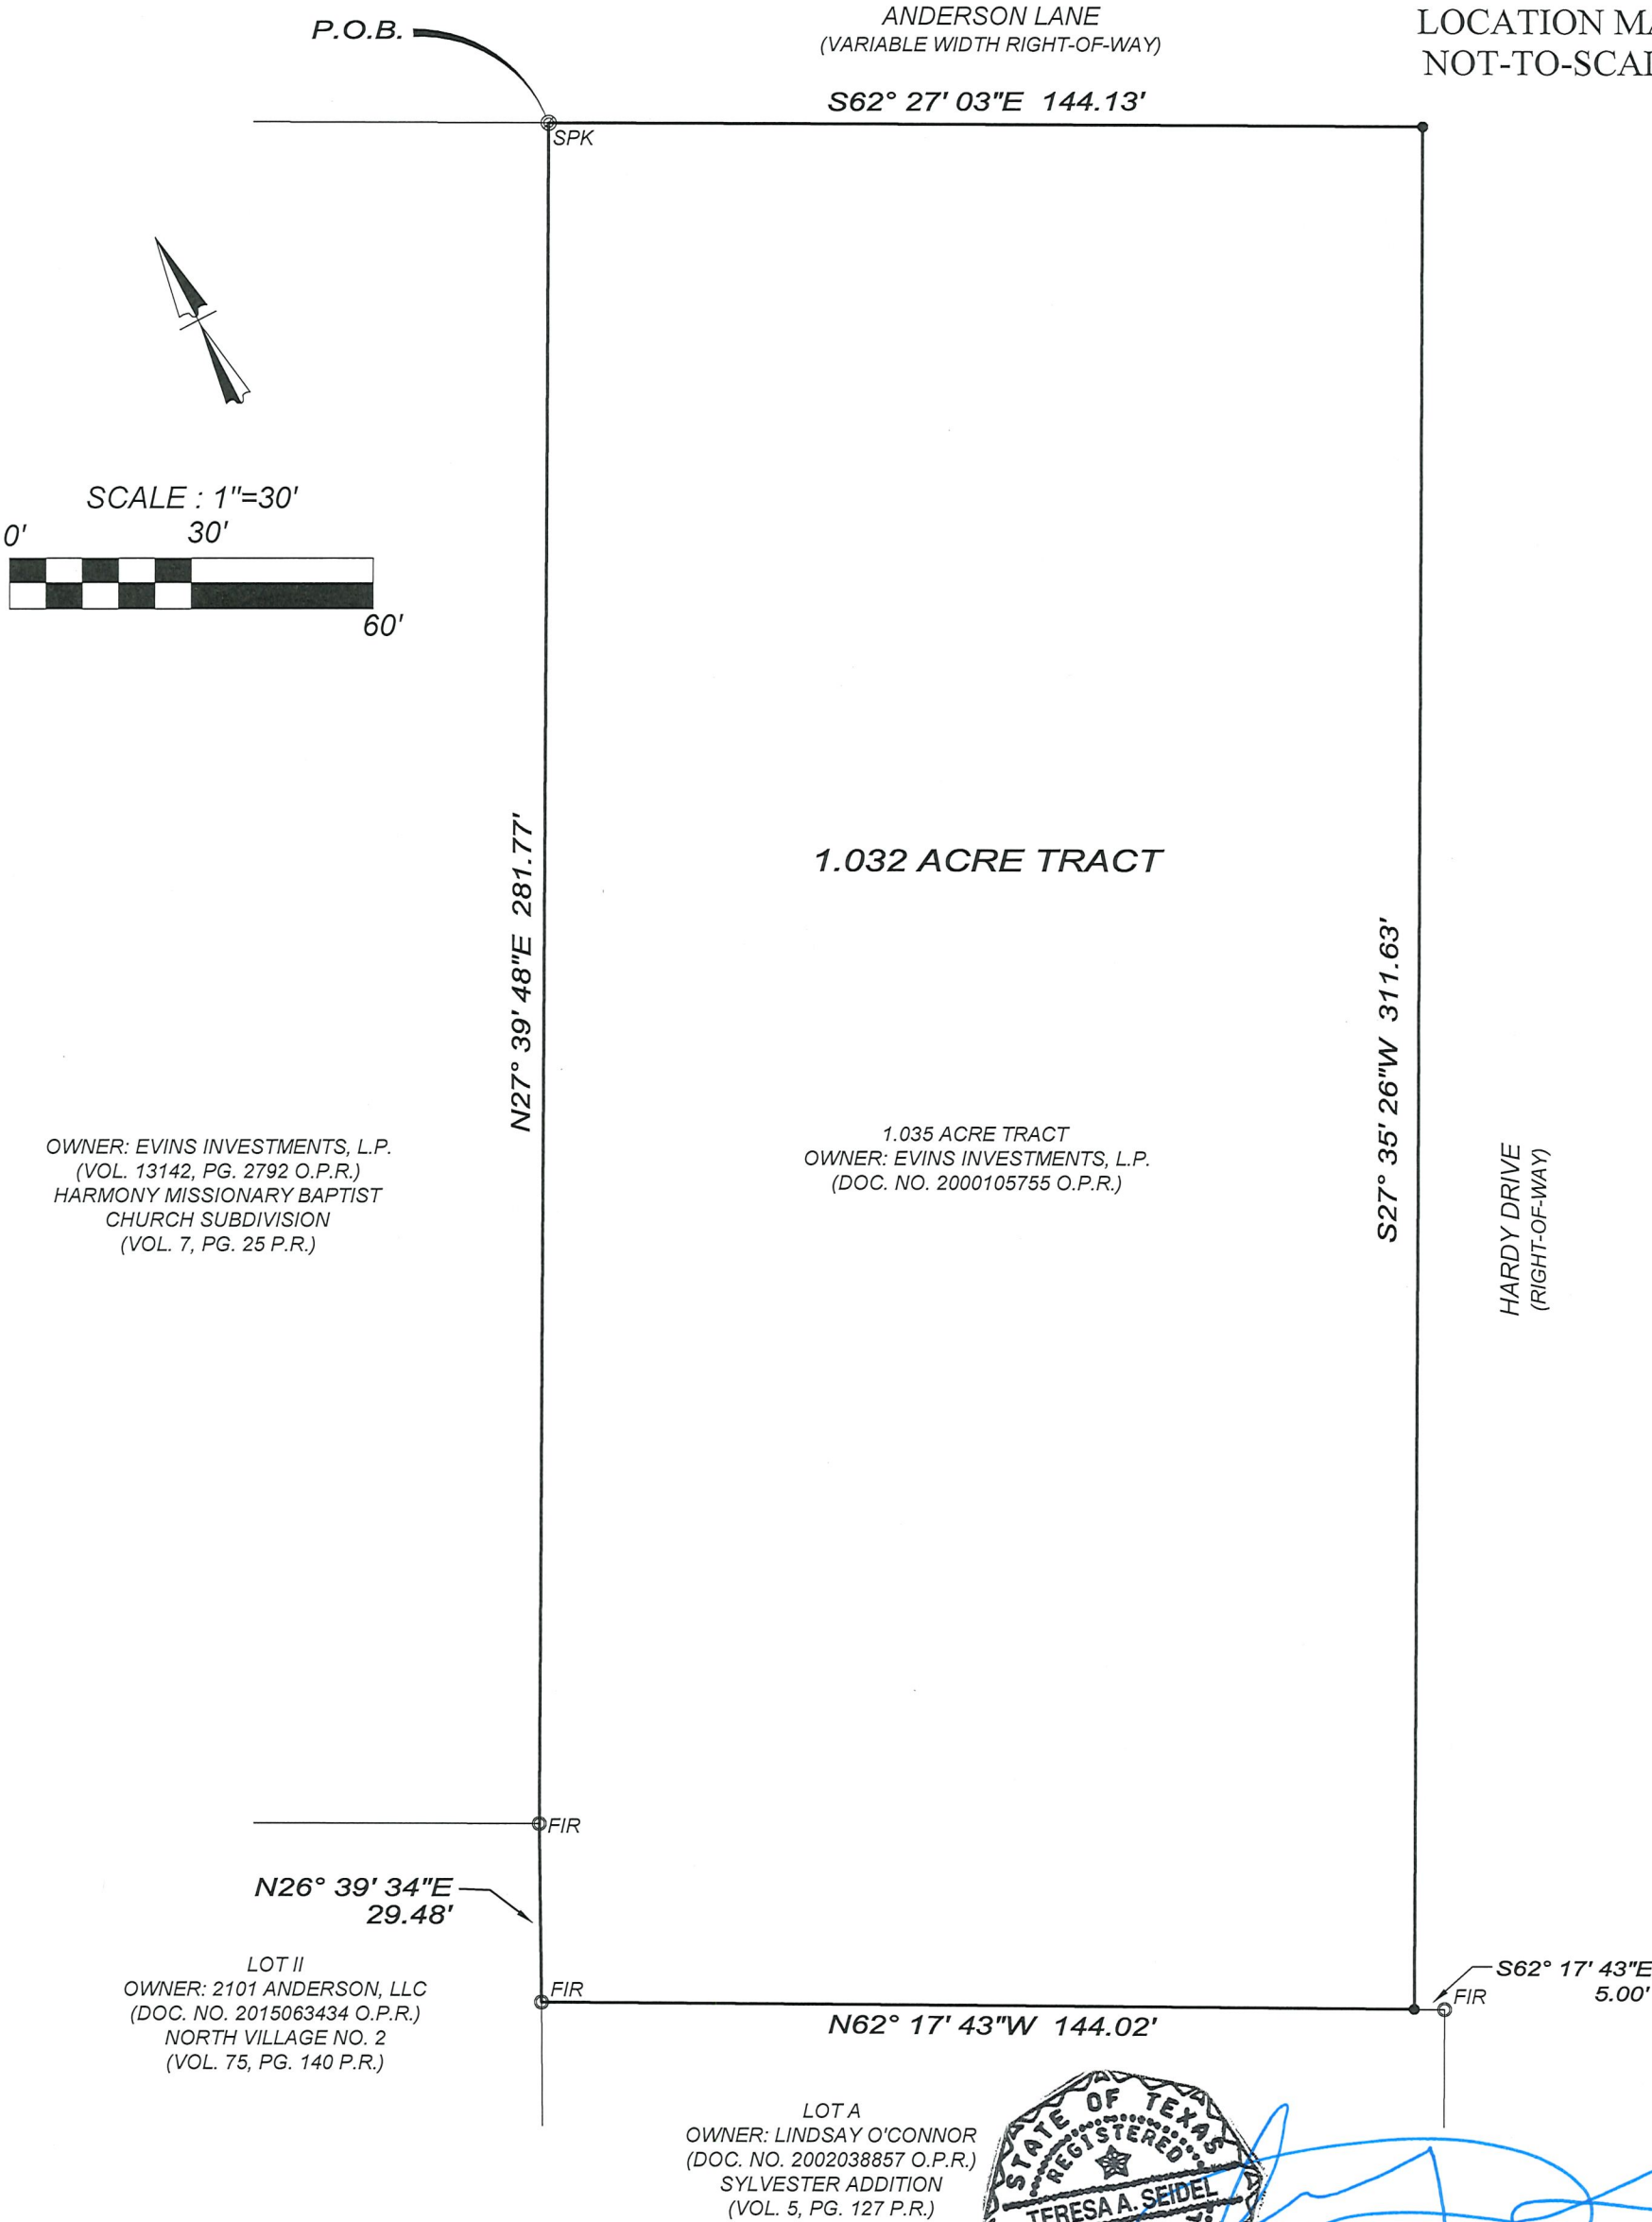 P.O.B.
ANDERSON LANE
(VARIABLE WIDTH RIGHT-OF-WAY)
LOCATION MA
NOT-TO-SCAL
S62° 27' 03"E 144.13'
SPK
SCALE : 1"=30'
0' 30'
60'
N27° 39' 48"E 281.77'
1.032 ACRE TRACT
S27° 35' 26"W 311.63'
OWNER: EVINS INVESTMENTS, L.P.
(VOL. 13142, PG. 2792 O.P.R.)
HARMONY MISSIONARY BAPTIST
CHURCH SUBDIVISION
(VOL. 7, PG. 25 P.R.)
1.035 ACRE TRACT
OWNER: EVINS INVESTMENTS, L.P.
(DOC. NO. 2000105755 O.P.R.)
HARDY DRIVE
(RIGHT-OF-WAY)
FIR
N26° 39' 34"E
29.48'
LOT II
OWNER: 2101 ANDERSON, LLC
(DOC. NO. 2015063434 O.P.R.)
NORTH VILLAGE NO. 2
(VOL. 75, PG. 140 P.R.)
FIR
N62° 17' 43"W 144.02'
S62° 17' 43"E
5.00'
FIR
LOT A
OWNER: LINDSAY O'CONNOR
(DOC. NO. 2002038857 O.P.R.)
SYLVESTER ADDITION
(VOL. 5, PG. 127 P.R.)
STATE OF TEXAS
REGISTERED
TERESA A. SEIDEL